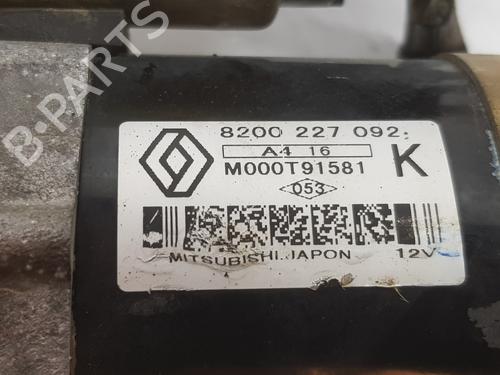 B-PARTS
8200 227 092
A4 16
M000T91581 K
053
MITSUBISHI JAPON 12V